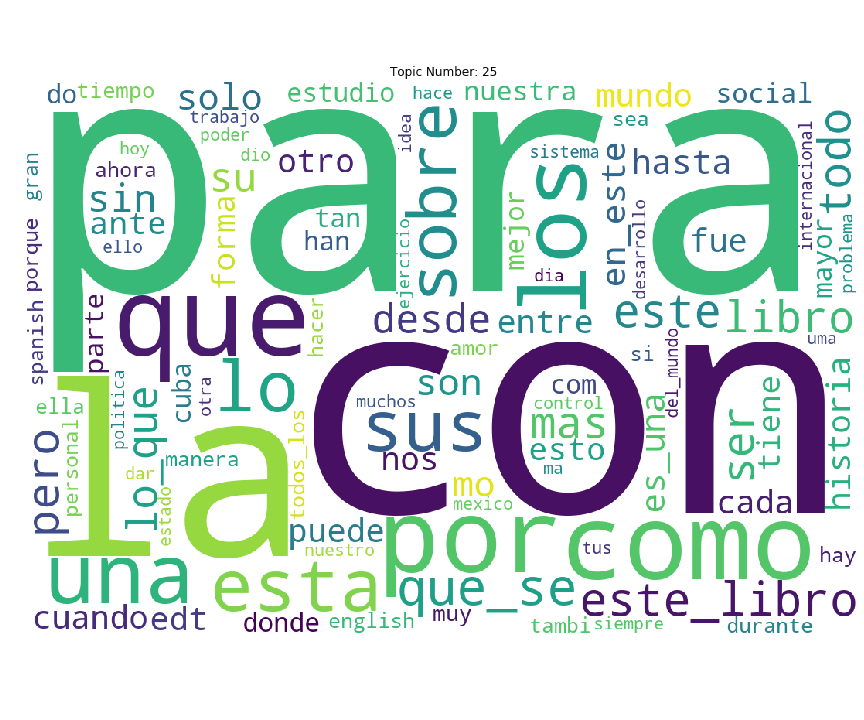 Topic Number: 25
do
tiempo
solo
estudio
hace
nuestra
mundo
social
trabajo
poder
idea
sea
gran
hoy
dio
otro
sistema
hasta
internacional
todo
ahora
su
sobre
los
en_este
para
sin
ante
tan
han
mejor
fue
mayor
problema
ello
forma
ejercicio
dia
desarrollo
porque
que
parte
hacer
desde
entre
este
libro
spanish
amor
si
uma
lo
son
com
del_mundo
ella
politica
cuba
otra
muchos
sus
control
mas
ser
tiene
historia
pero
personal
lo_que
la
todos_los
con
nos
esto
ma
es_una
dar
manera
estado
mo
mexico
cada
puede
por
como
nuestro
tus
hay
una
esta
que_se
este_libro
cuando
edt
donde
english
muy
tambi
siempre
durante